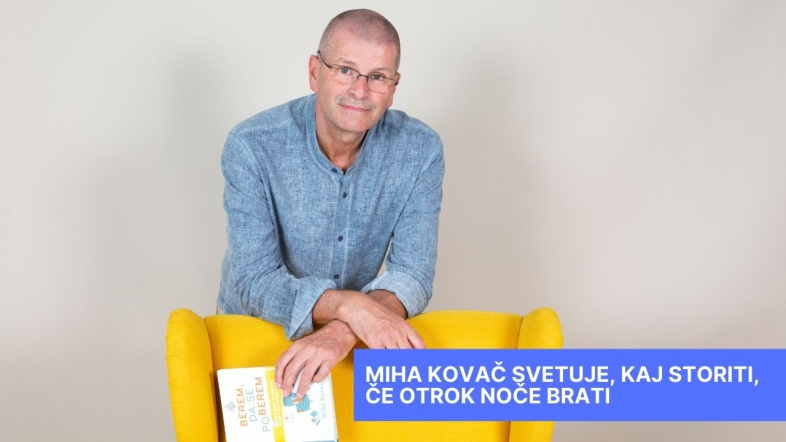 BEREM,
DA SE
POBEREM
MIHA KOVAČ SVETUJE, KAJ STORITI,
ČE OTROK NOČE BRATI